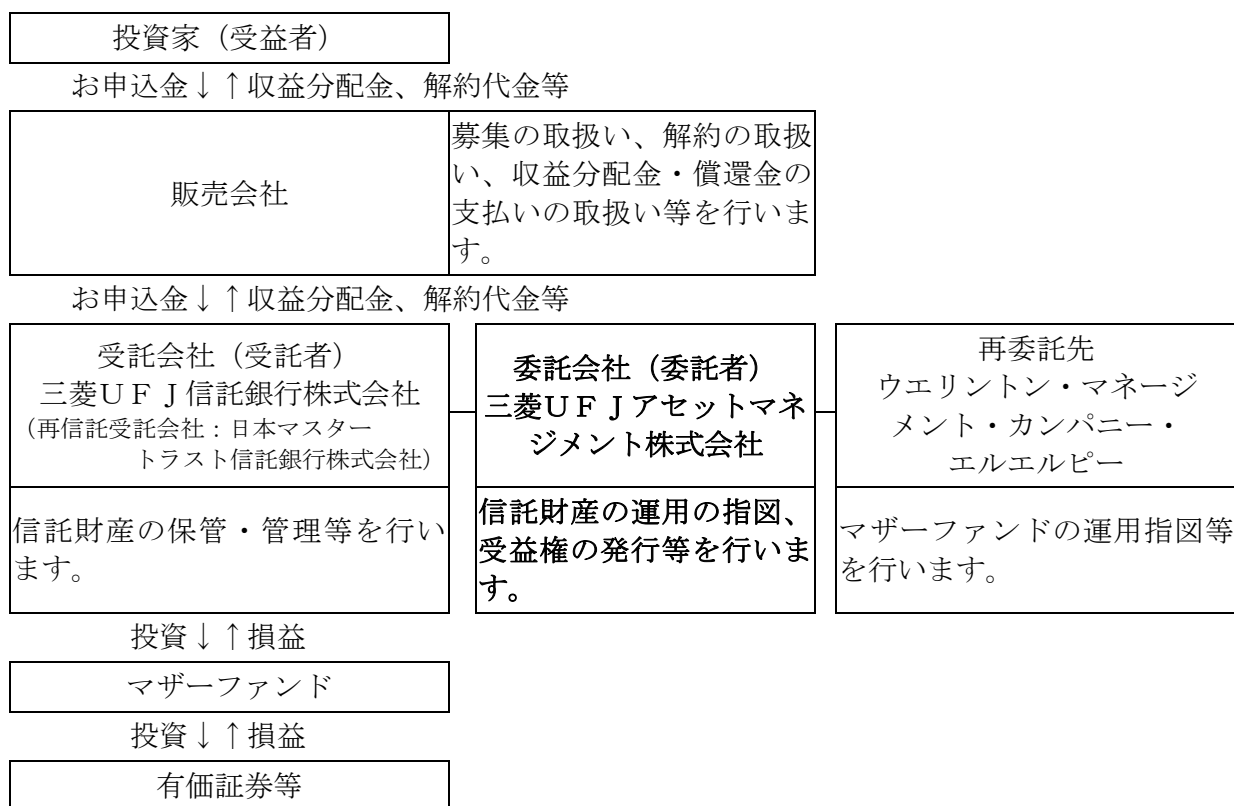 投資家（受益者）
お申込金↓↑収益分配金、解約代金等
販売会社
募集の取扱い、解約の取扱
い、収益分配金・償還金の
支払いの取扱い等を行いま
す。
お申込金↓↑収益分配金、解約代金等
受託会社（受託者）
三菱ＵＦＪ信託銀行株式会社
（再信託受託会社：日本マスター
トラスト信託銀行株式会社）
委託会社（委託者）
三菱ＵＦＪアセットマネ
ジメント株式会社
再委託先
ウエリントン・マネージ
メント・カンパニー・
エルエルピー
信託財産の保管・管理等を行い
ます。
信託財産の運用の指図、
受益権の発行等を行いま
す。
マザーファンドの運用指図等
を行います。
投資↓↑損益
マザーファンド
投資↓↑損益
有価証券等